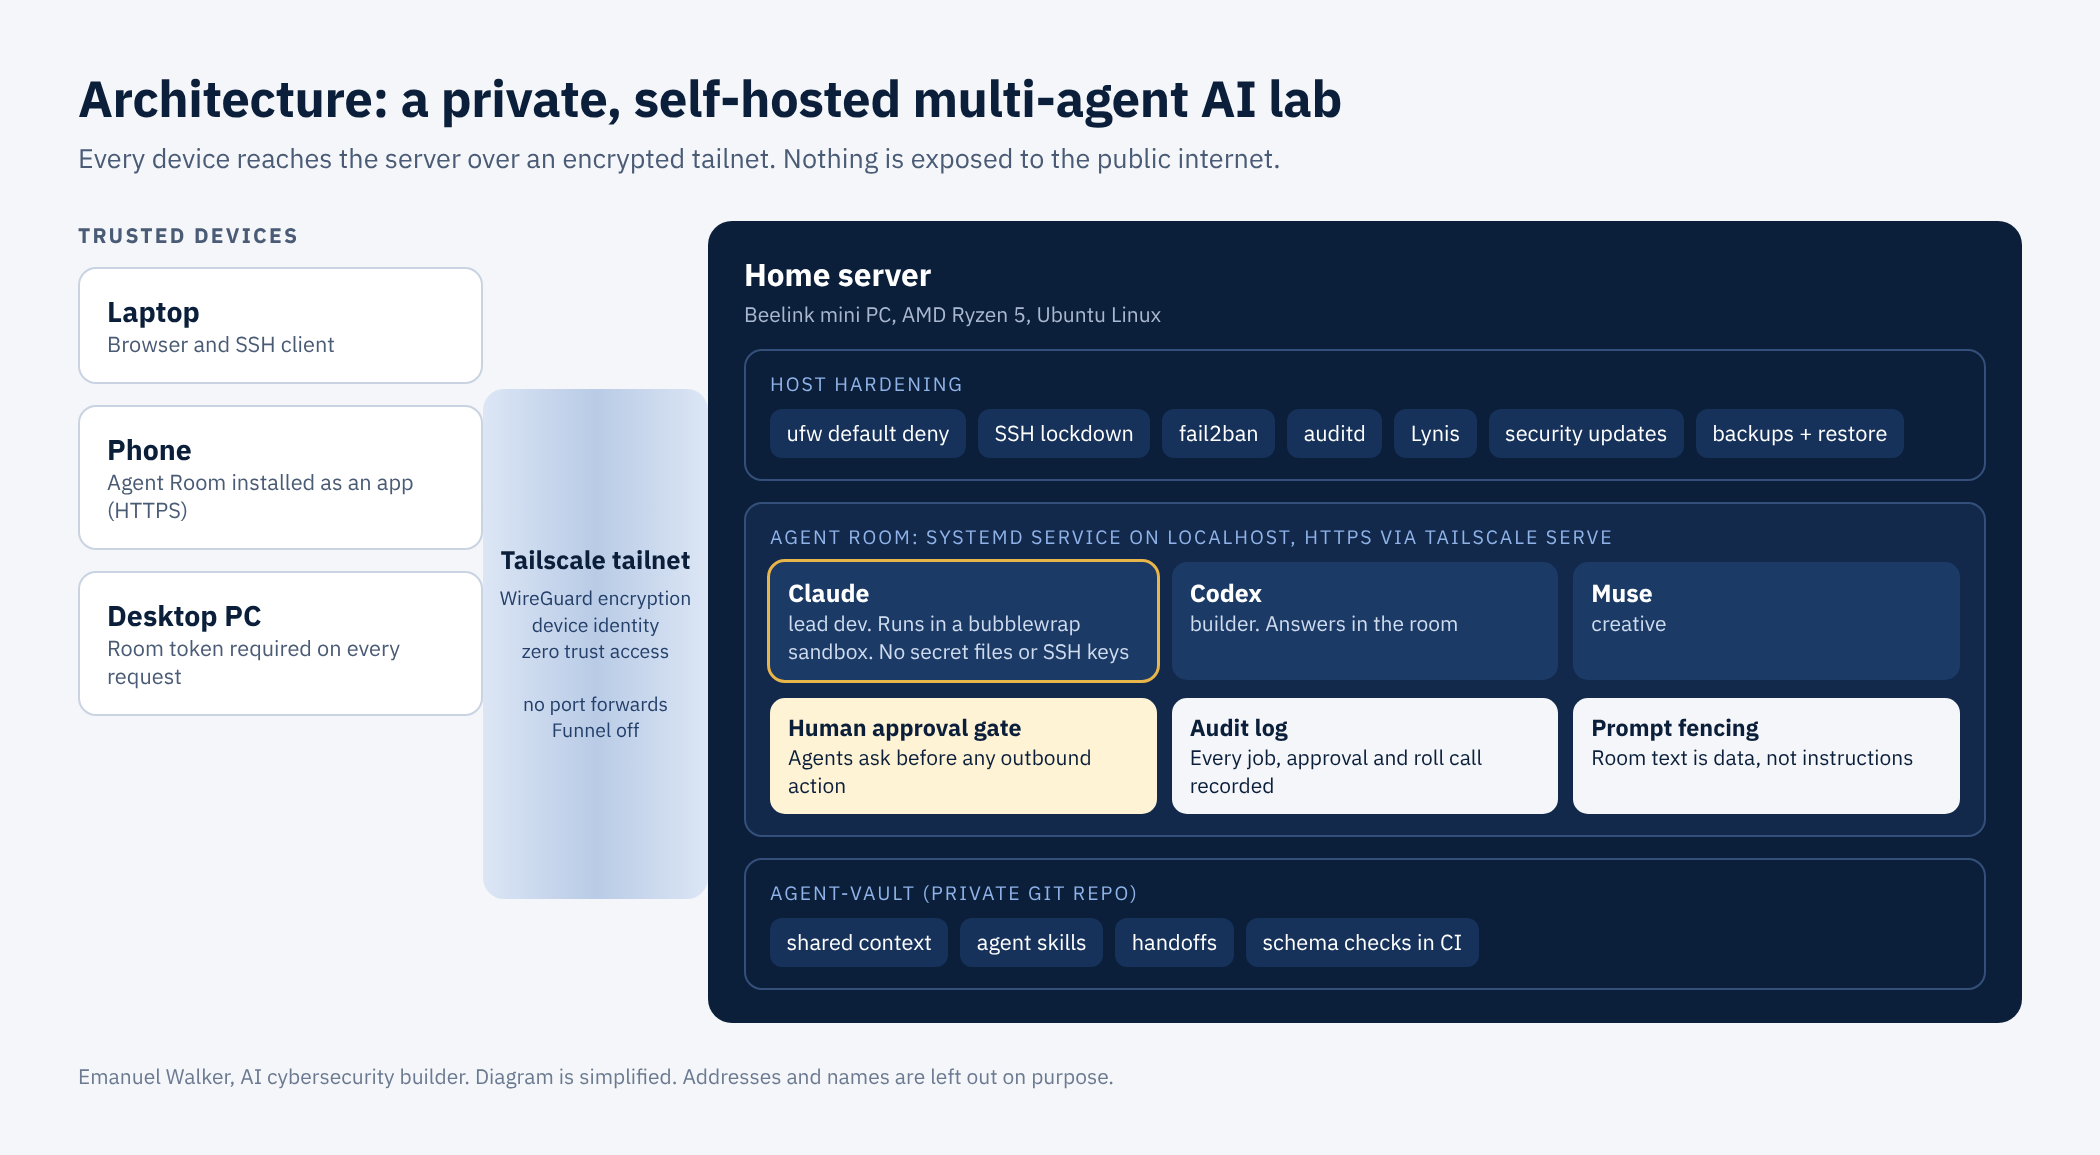 Architecture: a private, self-hosted multi-agent AI lab
Every device reaches the server over an encrypted tailnet. Nothing is exposed to the public internet.
TRUSTED DEVICES
Laptop
Browser and SSH client
Phone
Agent Room installed as an app
(HTTPS)
Desktop PC
Room token required on every
request
Tailscale tailnet
WireGuard encryption
device identity
zero trust access
no port forwards
Funnel off
Home server
Beelink mini PC, AMD Ryzen 5, Ubuntu Linux
HOST HARDENING
ufw default deny
SSH lockdown
fail2ban
auditd
Lynis
security updates
backups + restore
AGENT ROOM: SYSTEMD SERVICE ON LOCALHOST, HTTPS VIA TAILSCALE SERVE
Claude
lead dev. Runs in a bubblewrap
sandbox. No secret files or SSH keys
Codex
builder. Answers in the room
Muse
creative
Human approval gate
Agents ask before any outbound
action
Audit log
Every job, approval and roll call
recorded
Prompt fencing
Room text is data, not instructions
AGENT-VAULT (PRIVATE GIT REPO)
shared context
agent skills
handoffs
schema checks in CI
Emanuel Walker, AI cybersecurity builder. Diagram is simplified. Addresses and names are left out on purpose.